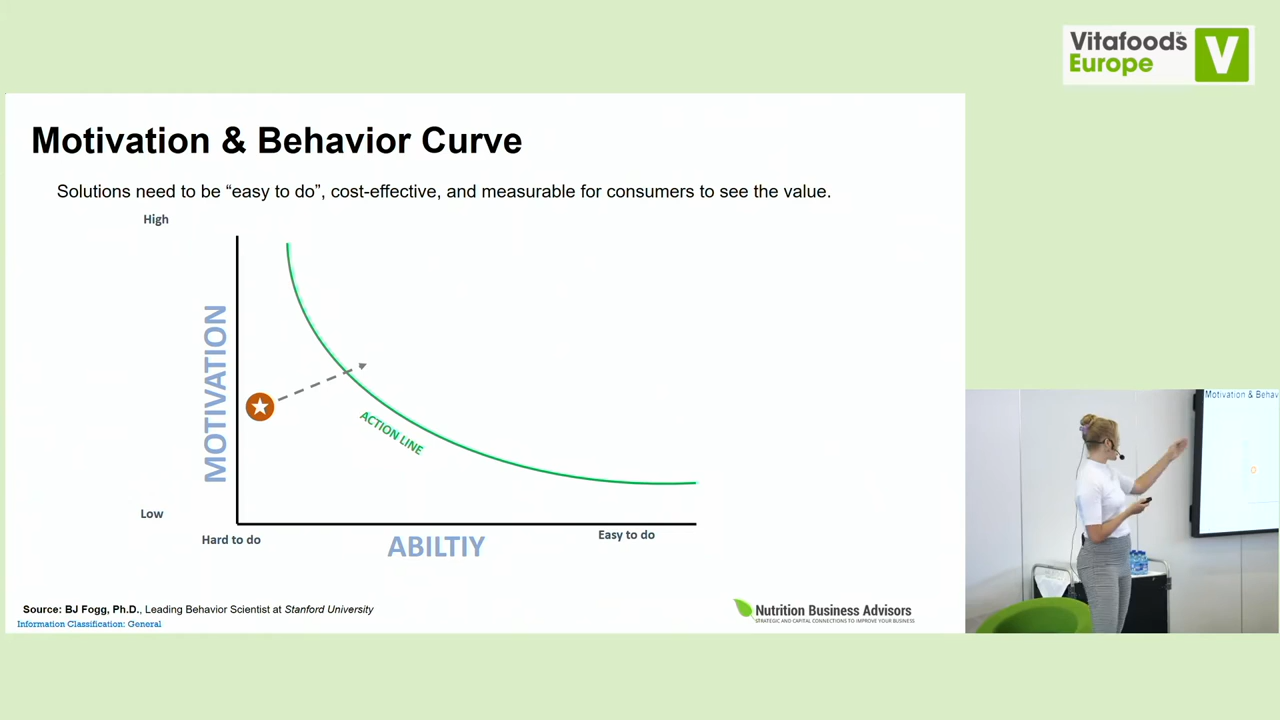 Vitafoods™
Europe
V
Motivation & Behavior Curve
Solutions need to be “easy to do”, cost-effective, and measurable for consumers to see the value.
High
MOTIVATION
ACTION LINE
Low
Hard to do
ABILTIY
Easy to do
Source: BJ Fogg, Ph.D., Leading Behavior Scientist at Stanford University
Information Classification: General
Nutrition Business Advisors
STRATEGIC AND CAPITAL CONNECTIONS TO IMPROVE YOUR BUSINESS
Motivation & Behav